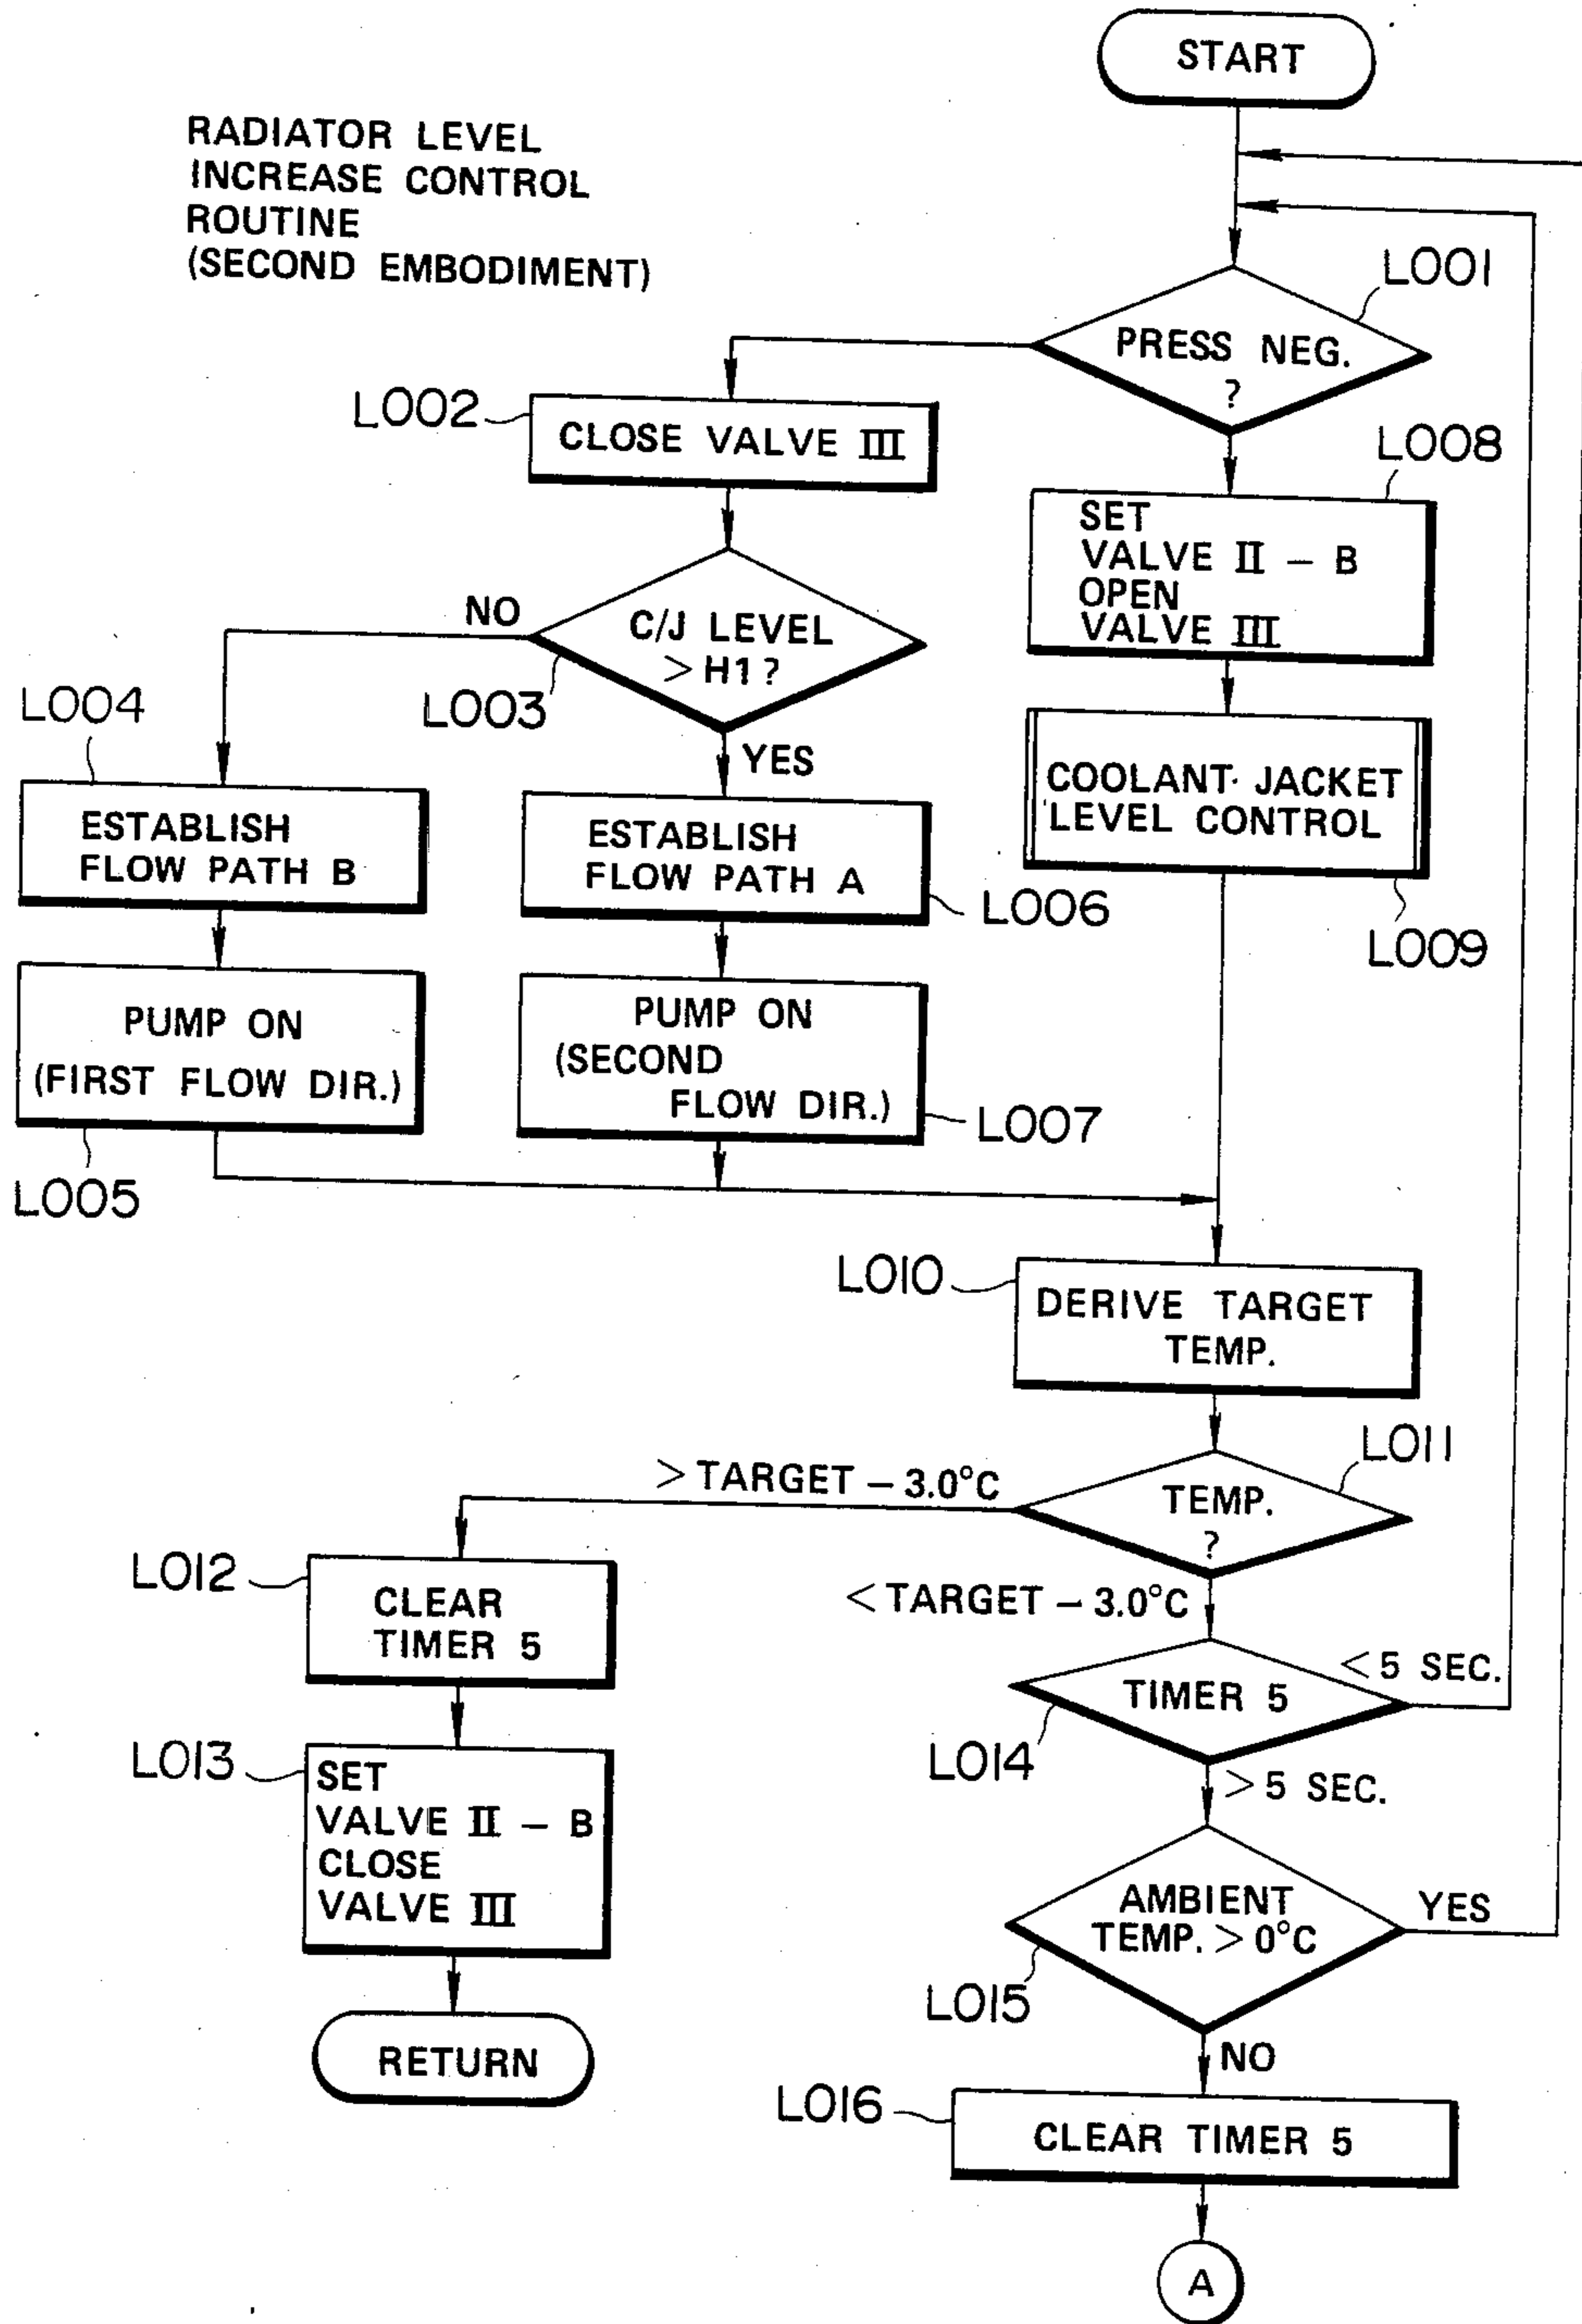 START
RADIATOR LEVEL
INCREASE CONTROL
ROUTINE
(SECOND EMBODIMENT)
L001
PRESS NEG.
?
L002
CLOSE VALVE III
L008
SET
VALVE II – B
OPEN
VALVE III
NO
C/J LEVEL
> H1 ?
L003
YES
L004
ESTABLISH
FLOW PATH B
ESTABLISH
FLOW PATH A
L006
COOLANT JACKET
LEVEL CONTROL
L009
PUMP ON
(FIRST FLOW DIR.)
L005
PUMP ON
(SECOND
FLOW DIR.)
L007
L010
DERIVE TARGET
TEMP.
L011
TEMP.
?
> TARGET – 3.0°C
< TARGET – 3.0°C
L012
CLEAR
TIMER 5
TIMER 5
< 5 SEC.
L014
> 5 SEC.
L013
SET
VALVE II – B
CLOSE
VALVE III
AMBIENT
TEMP. > 0°C
YES
L015
NO
RETURN
L016
CLEAR TIMER 5
A